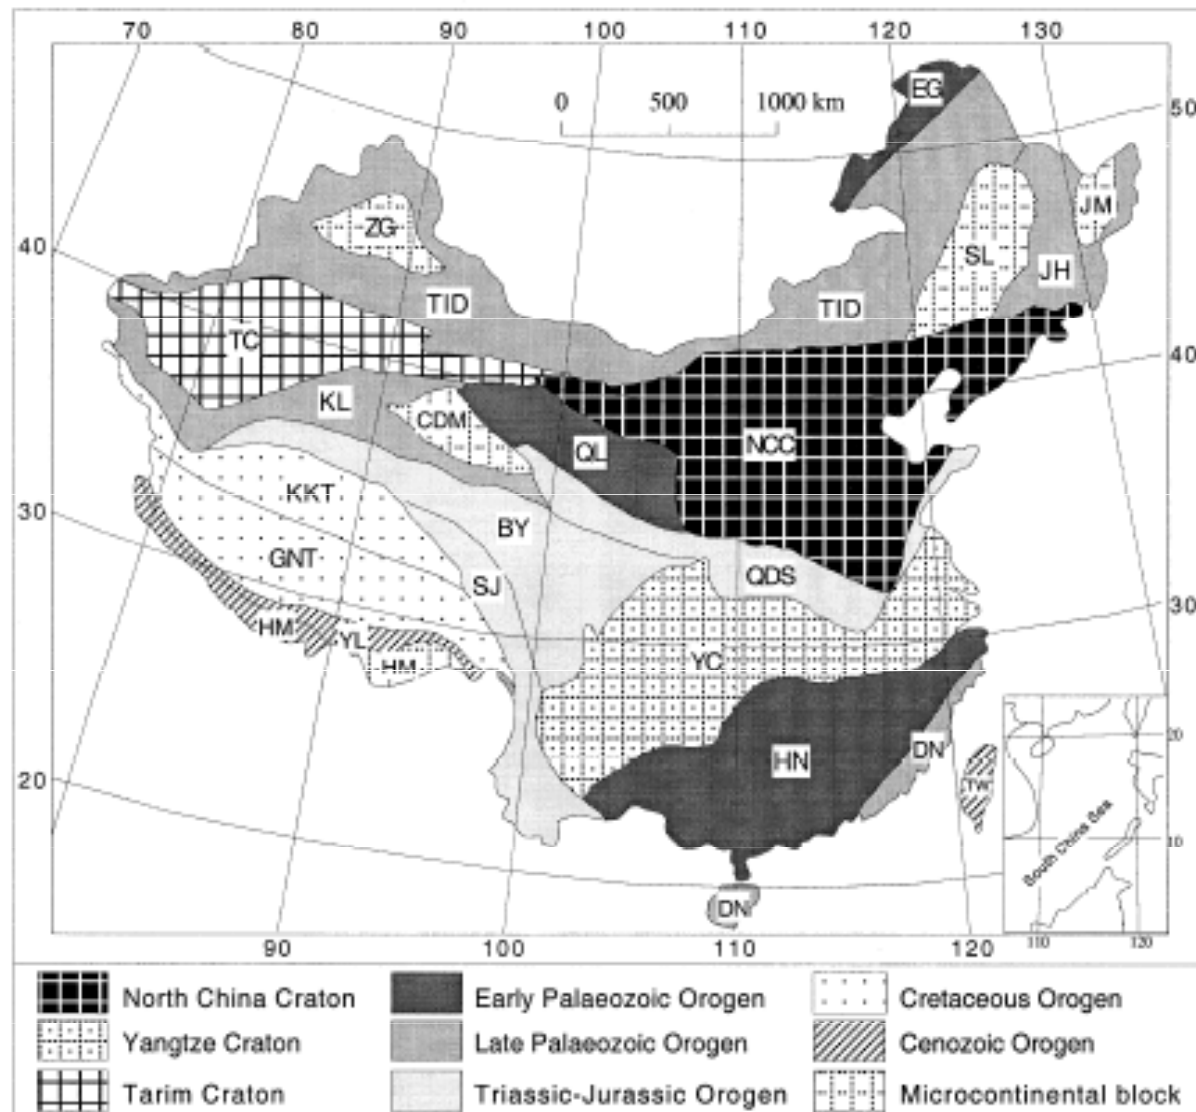 70 80 90 100 110 120 130
EG
0 500 1000 km
50
ZG
JM
40
SL
JH
TID
TID
TC
40
KL
CDM
QL
NCC
KKT
30
BY
GNT
QDS
SJ
30
HM
YL
HM
YC
DN
20
HN
20
TW
10
South China Sea
DN
110 120
90 100 110 120
North China Craton Early Palaeozoic Orogen Cretaceous Orogen
Yangtze Craton Late Palaeozoic Orogen Cenozoic Orogen
Tarim Craton Triassic-Jurassic Orogen Microcontinental block